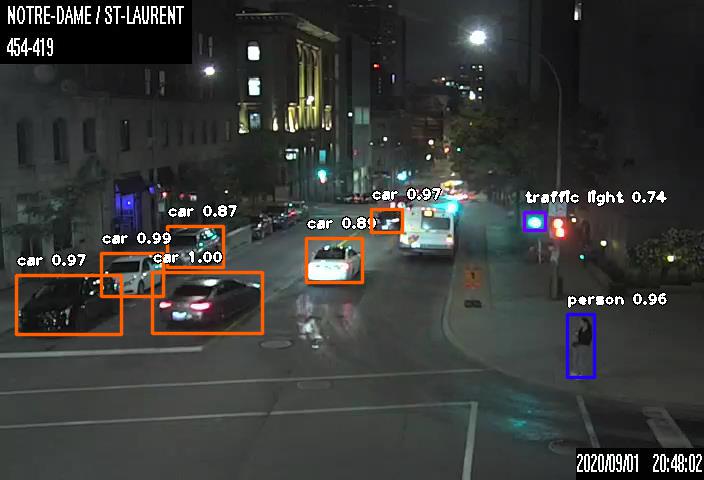 NOTRE-DAME / ST-LAURENT
454-419
car 0.97
traffic light 0.74
car 0.87
car 0.89
car 0.99
car 1.00
car 0.97
person 0.96
2020/09/01 20:48:02